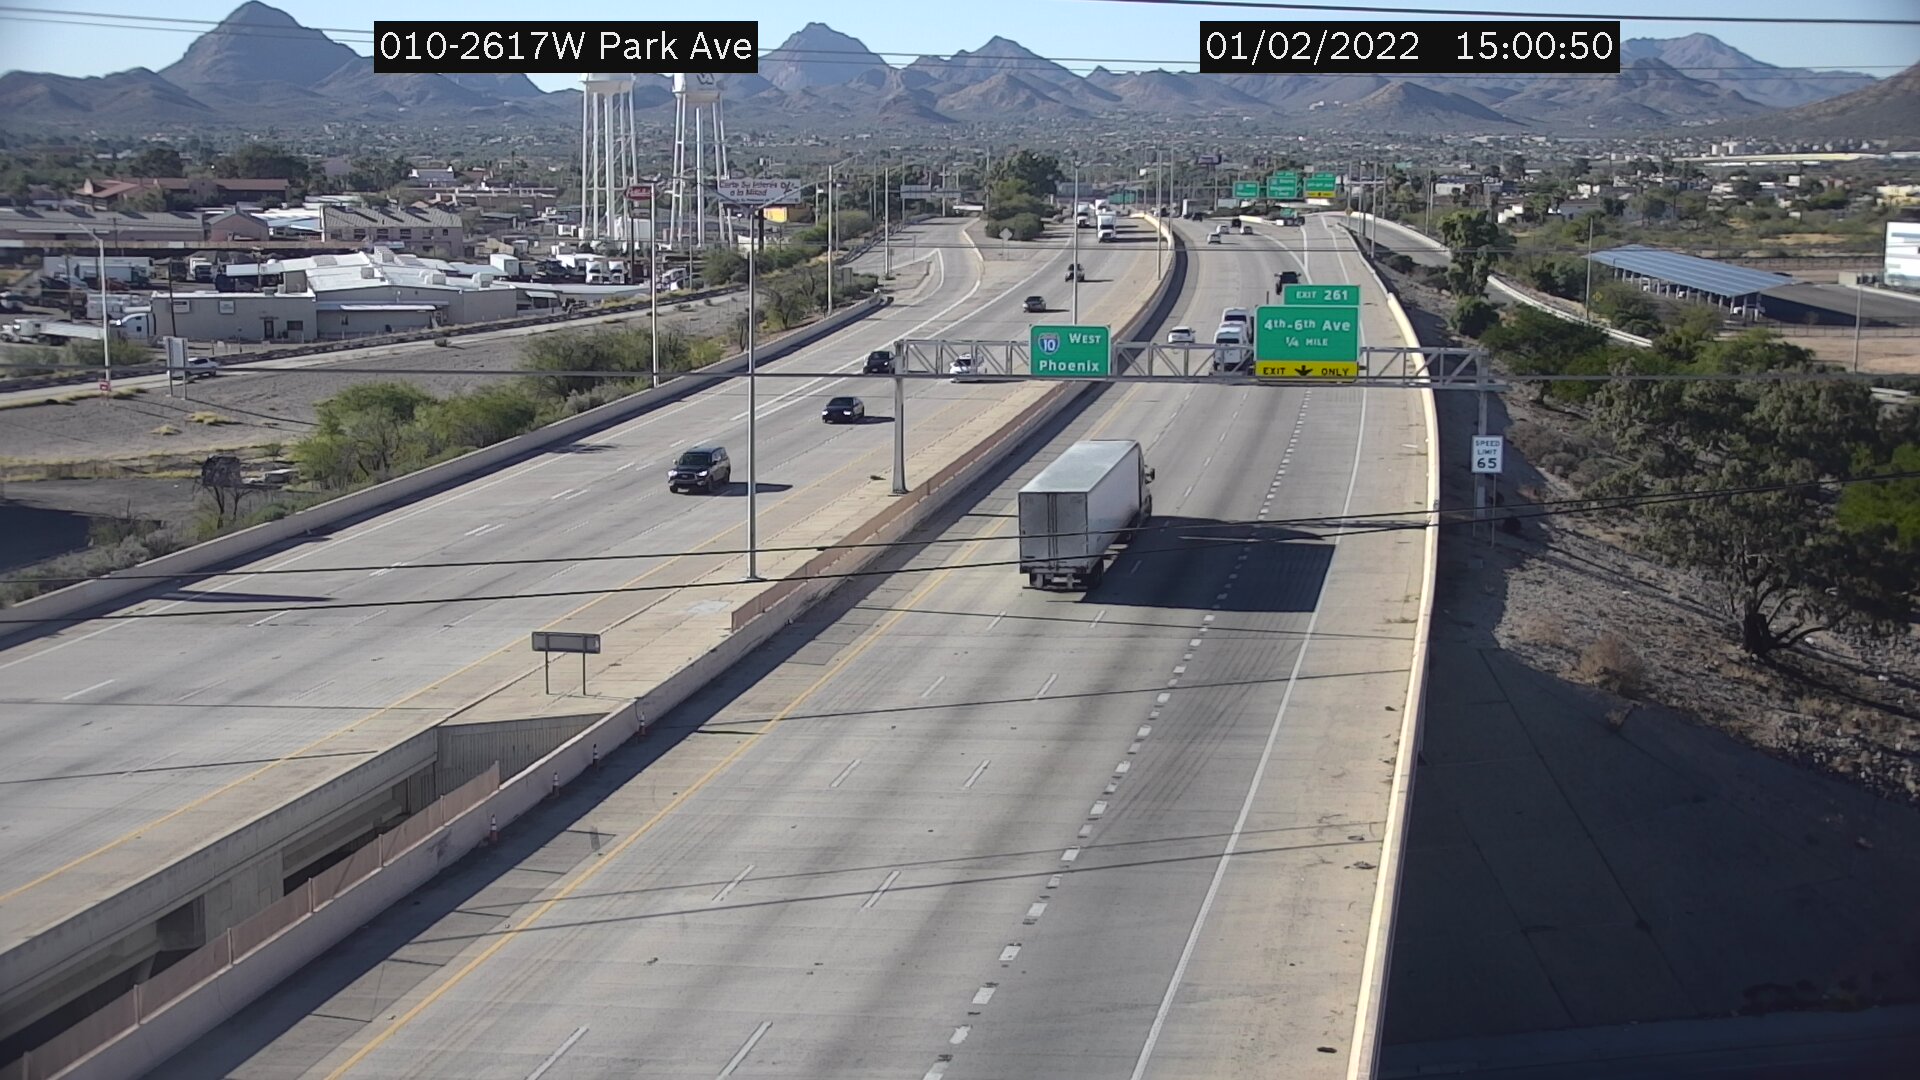 010-2617W Park Ave
01/02/2022 15:00:50
EXIT 261
4th-6th Ave
1/4 MILE
EXIT ONLY
10 WEST
Phoenix
SPEED
LIMIT
65